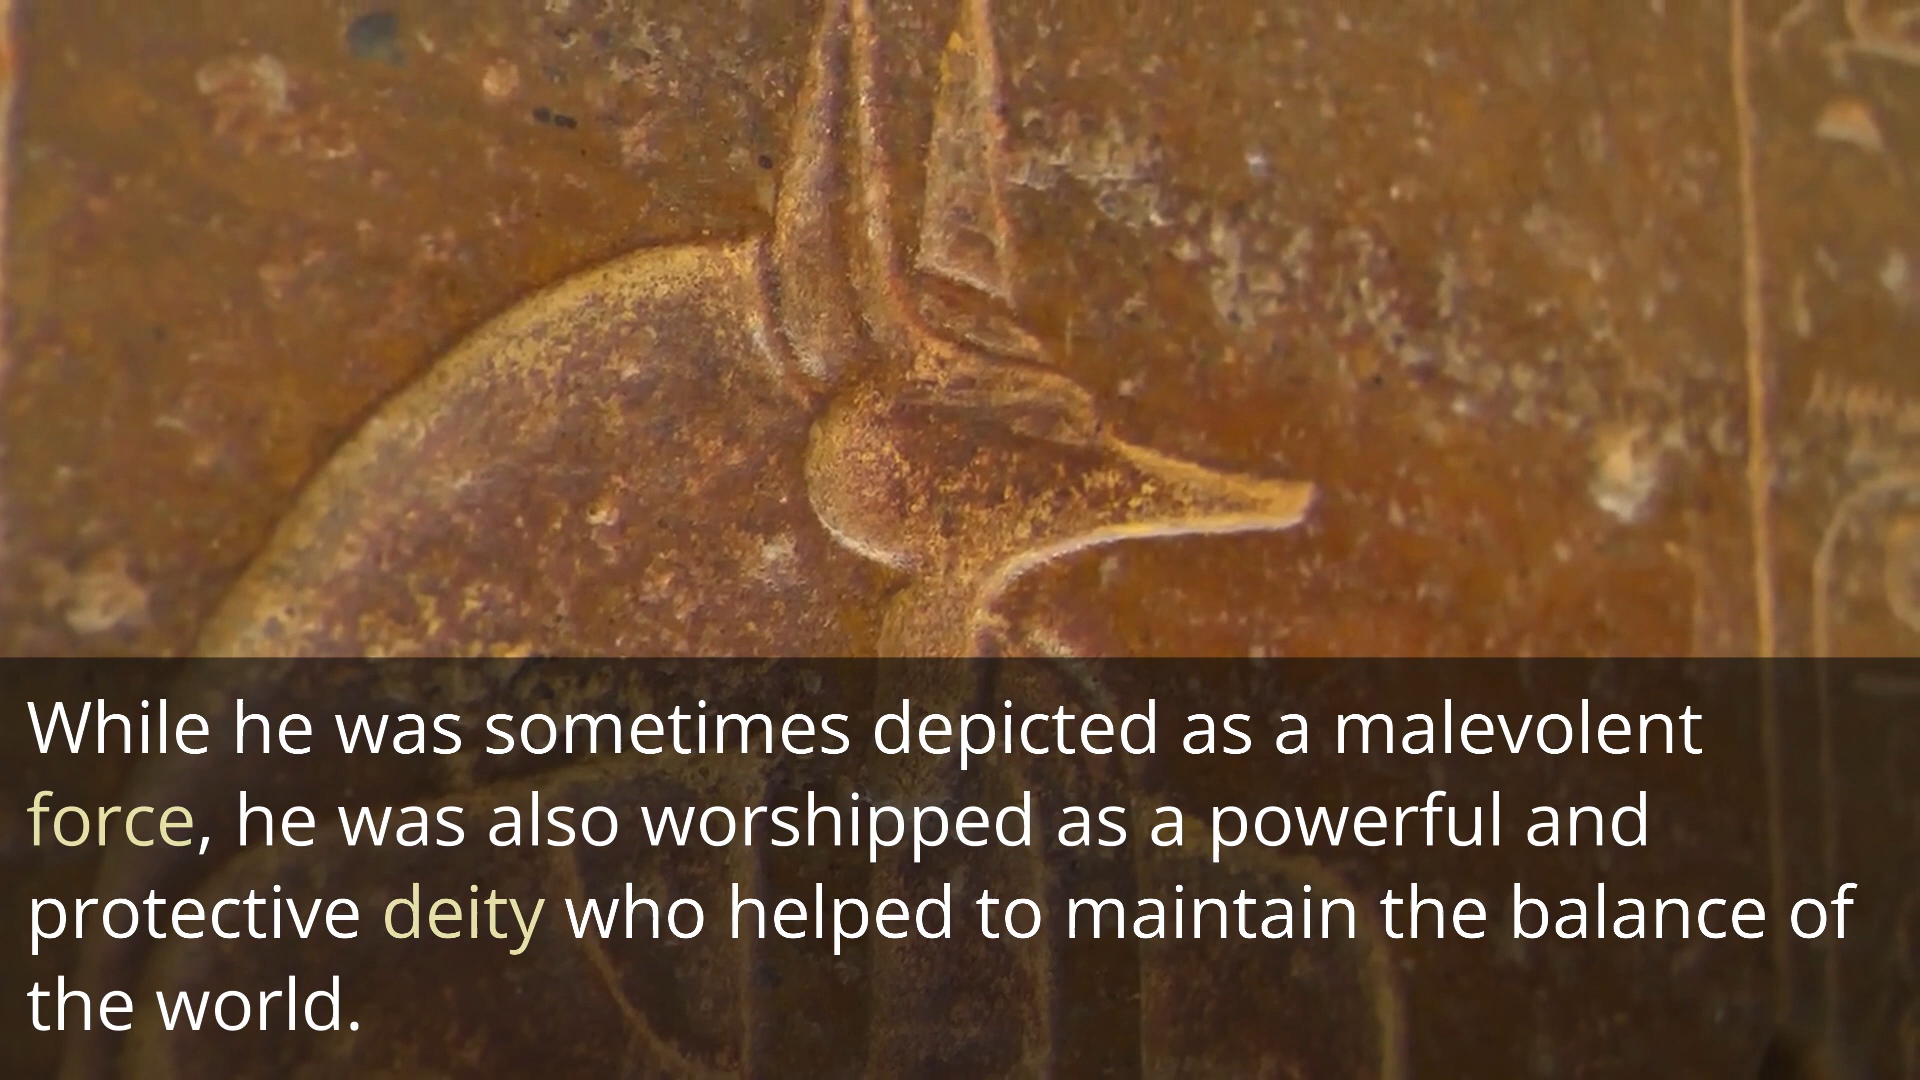 While he was sometimes depicted as a malevolent
force, he was also worshipped as a powerful and
protective deity who helped to maintain the balance of
the world.